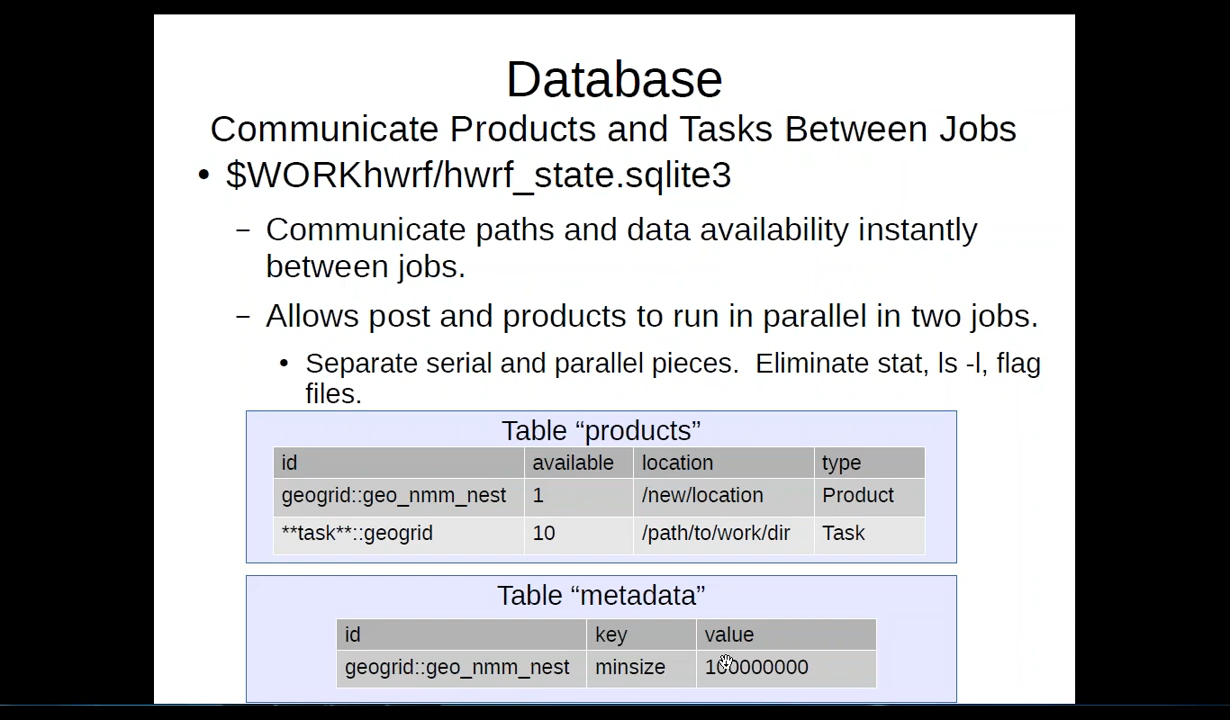 Database
Communicate Products and Tasks Between Jobs
• $WORKhwrf/hwrf_state.sqlite3
– Communicate paths and data availability instantly
between jobs.
– Allows post and products to run in parallel in two jobs.
• Separate serial and parallel pieces. Eliminate stat, ls -l, flag
files.
Table “products”
id available location type
geogrid::geo_nmm_nest 1 /new/location Product
**task**::geogrid 10 /path/to/work/dir Task
Table “metadata”
id key value
geogrid::geo_nmm_nest minsize 100000000